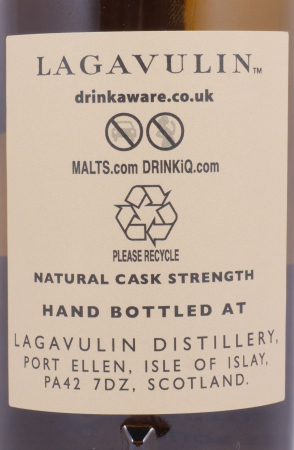 LAGAVULIN™
drinkaware.co.uk
MALTS.com DRINKiQ.com
PLEASE RECYCLE
NATURAL CASK STRENGTH
HAND BOTTLED AT
LAGAVULIN DISTILLERY,
PORT ELLEN, ISLE OF ISLAY,
PA42 7DZ, SCOTLAND.